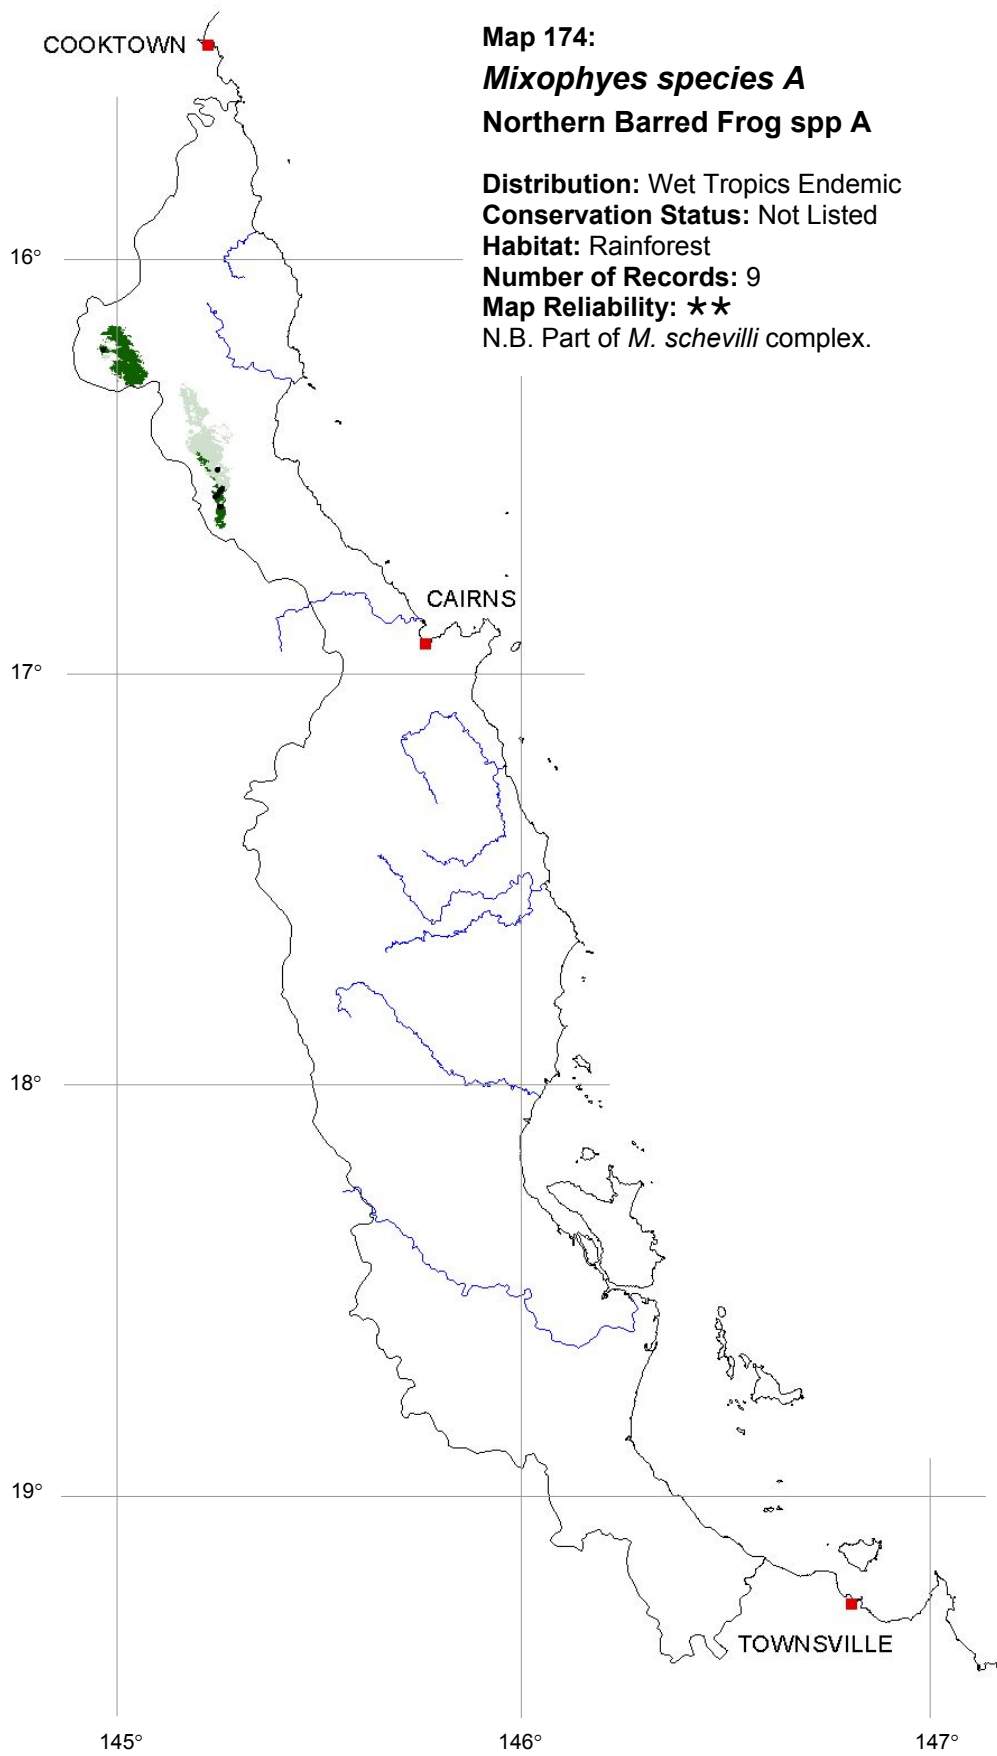 Map 174:
Mixophyes species A
Northern Barred Frog spp A
Distribution: Wet Tropics Endemic
Conservation Status: Not Listed
Habitat: Rainforest
Number of Records: 9
Map Reliability: **
N.B. Part of M. schevilli complex.
COOKTOWN
16°
CAIRNS
17°
18°
19°
TOWNSVILLE
145°
146°
147°